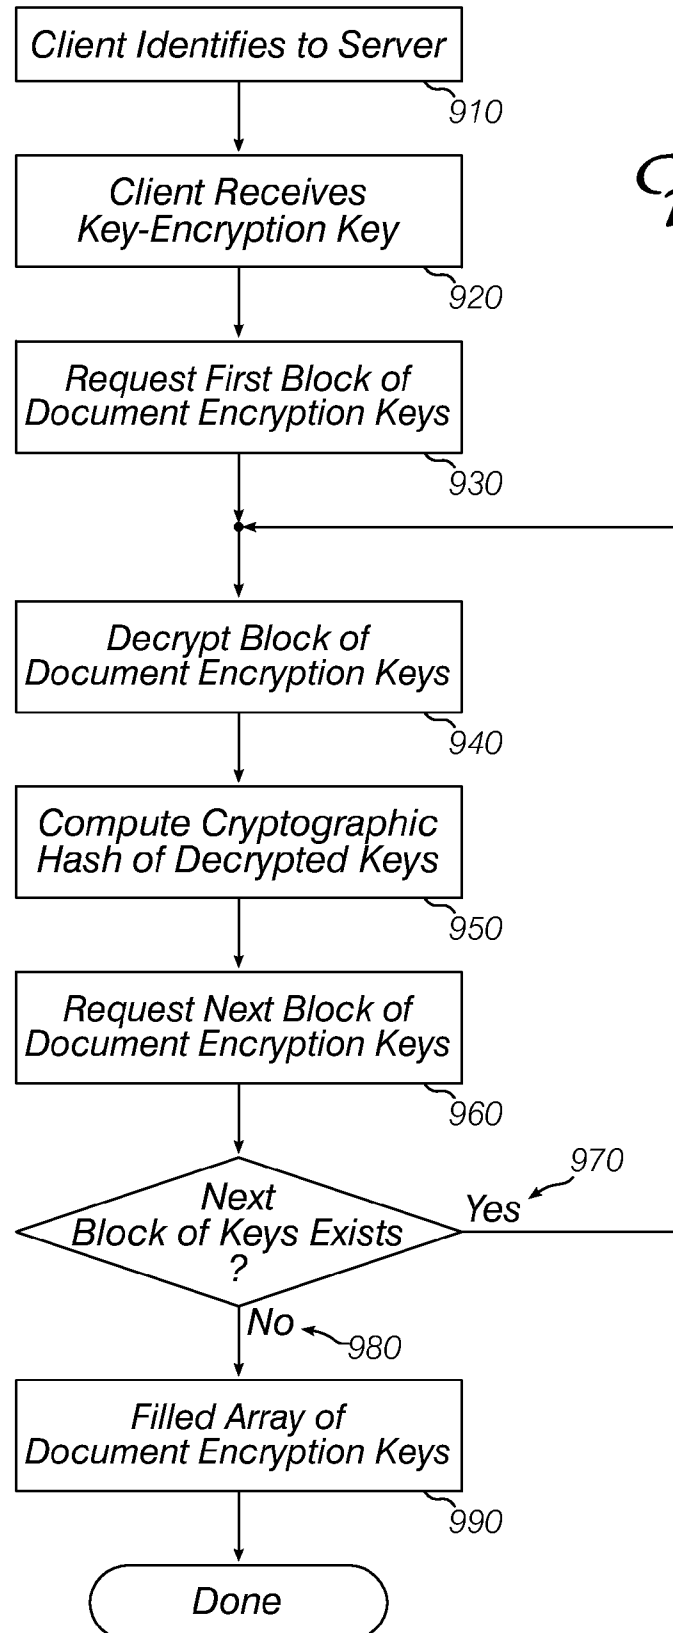 Client Identifies to Server
910
Client Receives
Key-Encryption Key
920
Request First Block of
Document Encryption Keys
930
Decrypt Block of
Document Encryption Keys
940
Compute Cryptographic
Hash of Decrypted Keys
950
Request Next Block of
Document Encryption Keys
960
Next
Block of Keys Exists
?
Yes
970
No
980
Filled Array of
Document Encryption Keys
990
Done